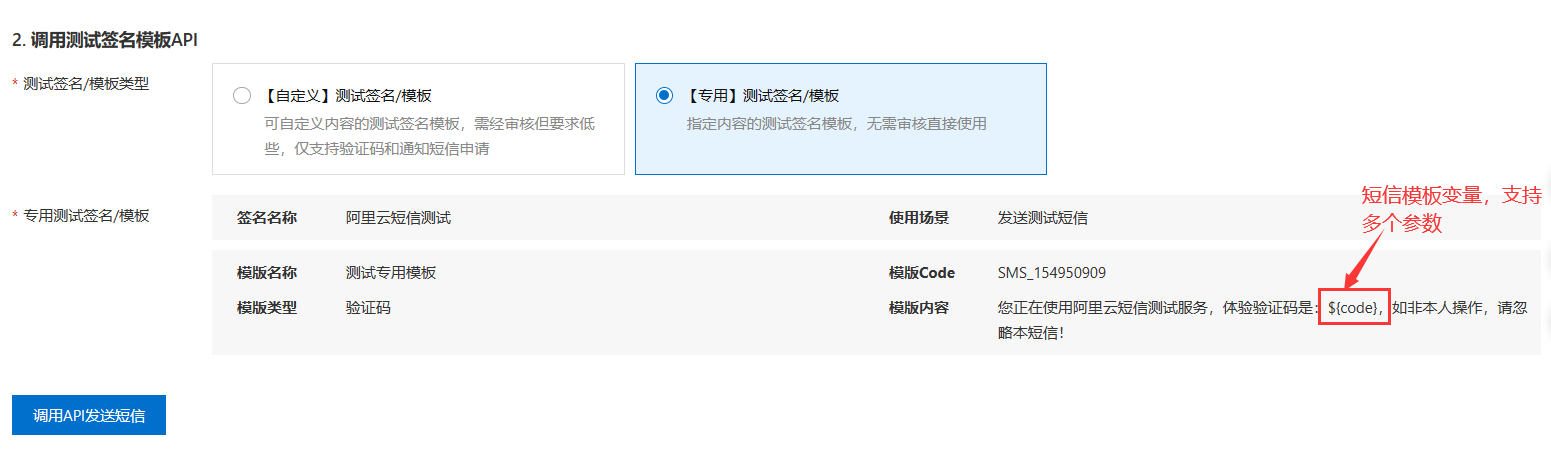 2. 调用测试签名模板API
* 测试签名/模板类型
【自定义】测试签名/模板
可自定义内容的测试签名模板，需经审核但要求低
些，仅支持验证码和通知短信申请
【专用】测试签名/模板
指定内容的测试签名模板，无需审核直接使用
短信模板变量，支持
多个参数
* 专用测试签名/模板
签名名称 阿里云短信测试 使用场景 发送测试短信
模版名称 测试专用模板 模版Code SMS_154950909
模版类型 验证码 模版内容 您正在使用阿里云短信测试服务，体验验证码是：${code}，如非本人操作，请忽
略本短信！
调用API发送短信